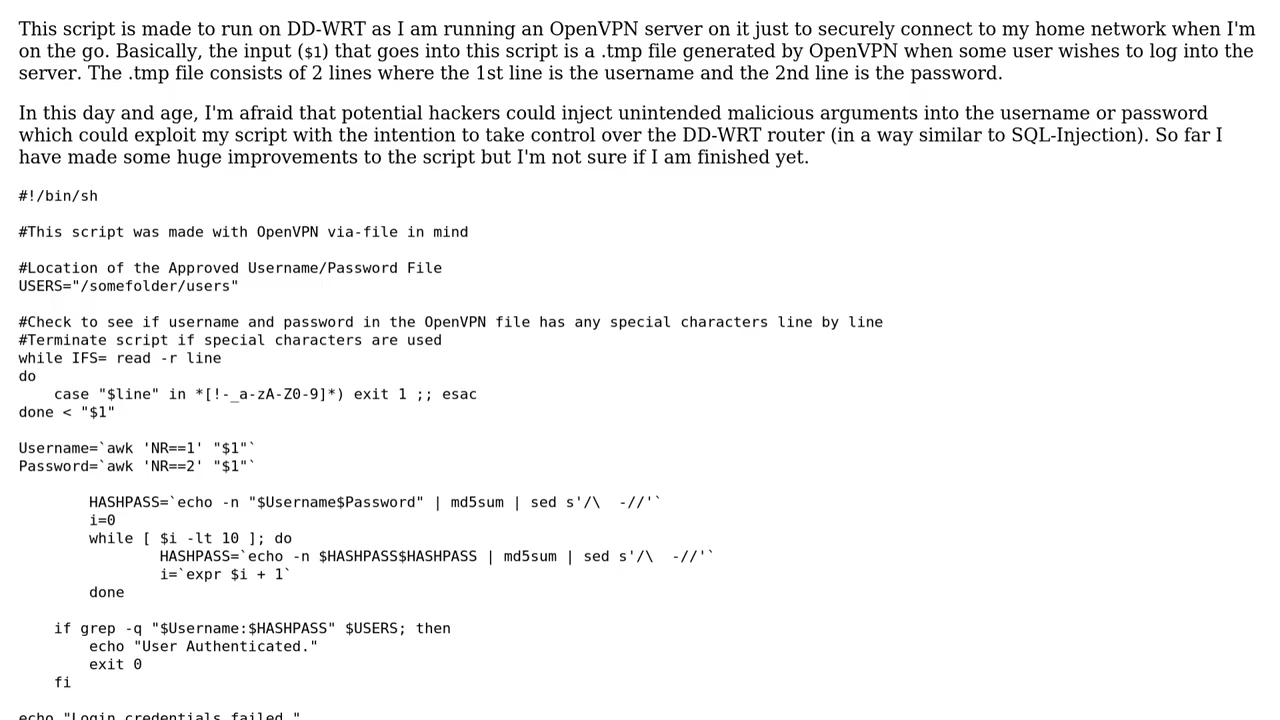 This script is made to run on DD-WRT as I am running an OpenVPN server on it just to securely connect to my home network when I'm
on the go. Basically, the input ($1) that goes into this script is a .tmp file generated by OpenVPN when some user wishes to log into the
server. The .tmp file consists of 2 lines where the 1st line is the username and the 2nd line is the password.
In this day and age, I'm afraid that potential hackers could inject unintended malicious arguments into the username or password
which could exploit my script with the intention to take control over the DD-WRT router (in a way similar to SQL-Injection). So far I
have made some huge improvements to the script but I'm not sure if I am finished yet.
#!/bin/sh
#This script was made with OpenVPN via-file in mind
#Location of the Approved Username/Password File
USERS="/somefolder/users"
#Check to see if username and password in the OpenVPN file has any special characters line by line
#Terminate script if special characters are used
while IFS= read -r line
do
    case "$line" in *[!-_a-zA-Z0-9]*) exit 1 ;; esac
done < "$1"
Username=`awk 'NR==1' "$1"`
Password=`awk 'NR==2' "$1"`
        HASHPASS=`echo -n "$Username$Password" | md5sum | sed s'/\  -//'`
        i=0
        while [ $i -lt 10 ]; do
                HASHPASS=`echo -n $HASHPASS$HASHPASS | md5sum | sed s'/\  -//'`
                i=`expr $i + 1`
        done
    if grep -q "$Username:$HASHPASS" $USERS; then
        echo "User Authenticated."
        exit 0
    fi
echo "Login credentials failed."